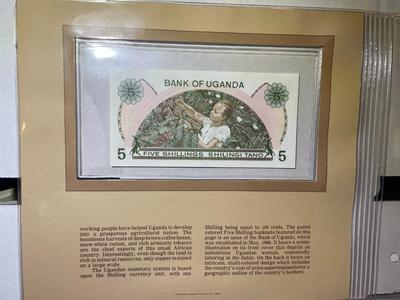 BANK OF UGANDA
5 FIVE SHILLINGS SHILINGI TANO 5
working people have helped Uganda to develop
into a prosperous agricultural nation. The
bounteous harvests of deep brown coffee beans,
snow-white cotton, and rich aromatic tobacco
are the chief exports of this small African
country. Interestingly, even though the land is
rich in mineral resources, only copper is mined
on a large scale.
The Ugandan monetary system is based
upon the Shilling currency unit, with one
Shilling being equal to 100 cents. The pastel
colored Five Shilling banknote featured on this
page is an issue of the Bank of Uganda, which
was established in May, 1966. It bears a scenic
illustration on its front cover that depicts an
industrious Ugandan woman, contentedly
laboring in the fields. On the back it bears an
intricate, multi-colored design which includes
the country's coat of arms superimposed over a
geographic outline of the country's borders